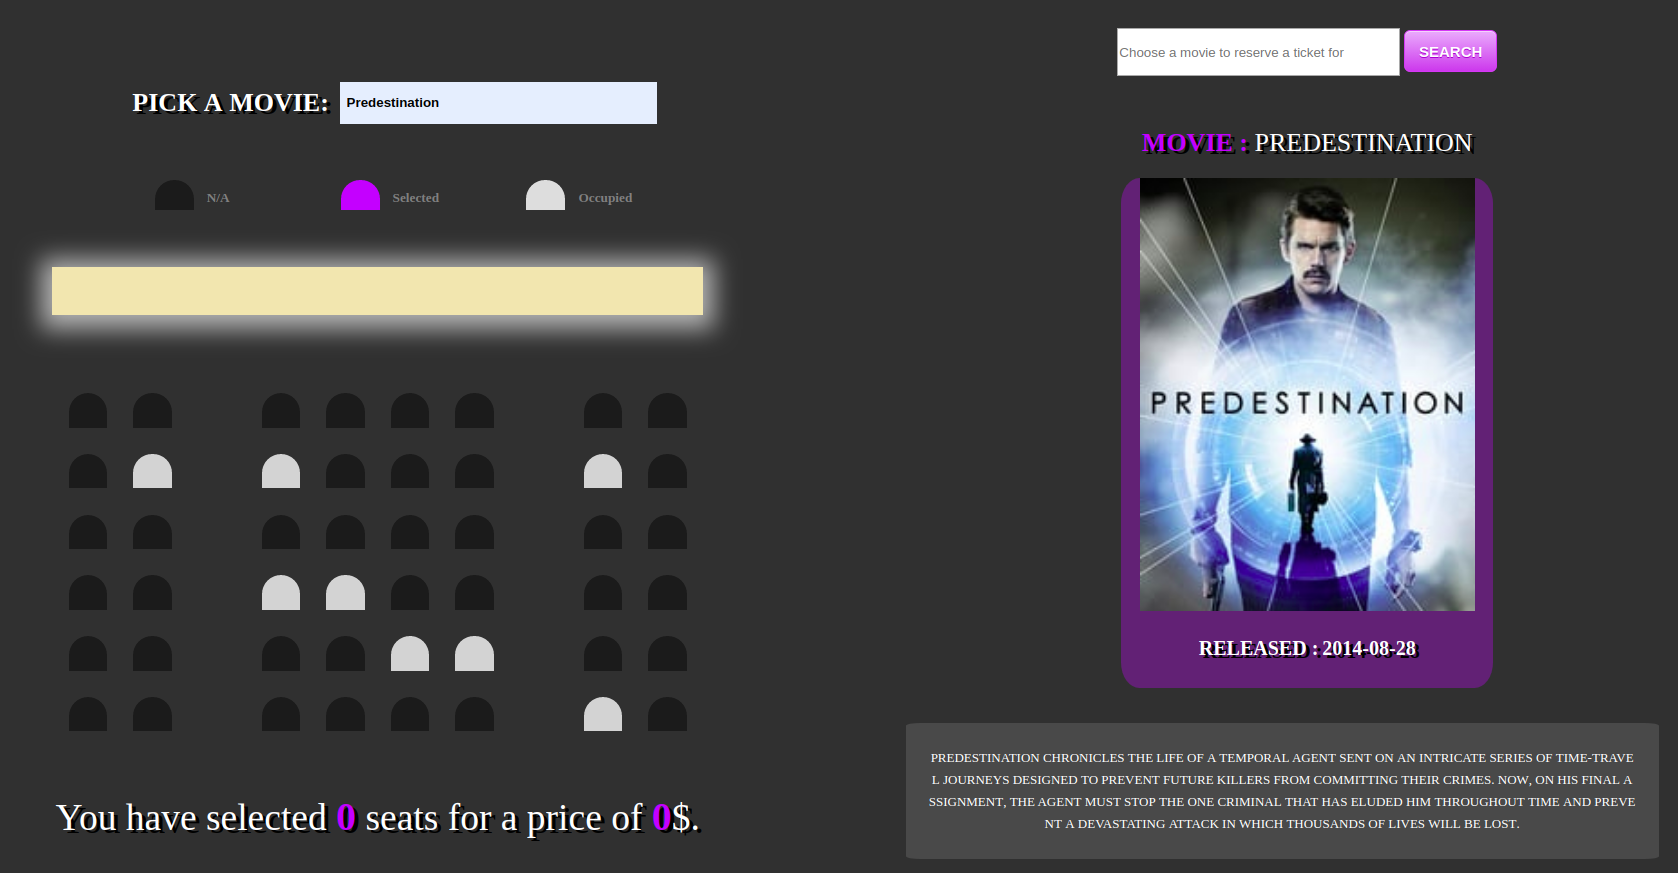 PICK A MOVIE: Predestination
N/A Selected Occupied
You have selected 0 seats for a price of 0$.
Choose a movie to reserve a ticket for SEARCH
MOVIE : PREDESTINATION
PREDESTINATION
RELEASED : 2014-08-28
PREDESTINATION CHRONICLES THE LIFE OF A TEMPORAL AGENT SENT ON AN INTRICATE SERIES OF TIME-TRAVE
L JOURNEYS DESIGNED TO PREVENT FUTURE KILLERS FROM COMMITTING THEIR CRIMES. NOW, ON HIS FINAL A
SSIGNMENT, THE AGENT MUST STOP THE ONE CRIMINAL THAT HAS ELUDED HIM THROUGHOUT TIME AND PREVE
NT A DEVASTATING ATTACK IN WHICH THOUSANDS OF LIVES WILL BE LOST.